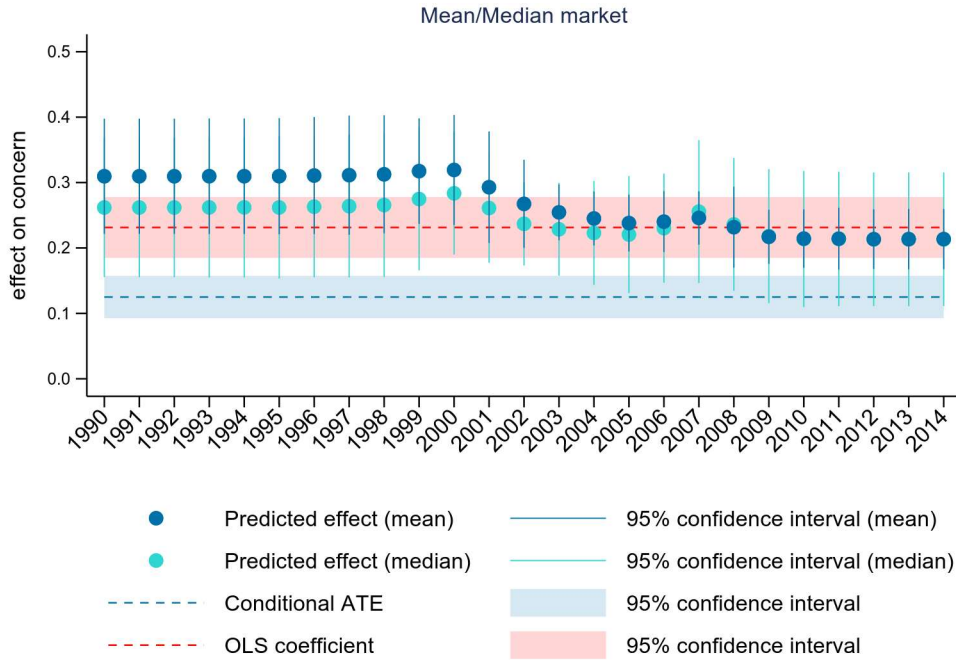 Mean/Median market
effect on concern
0.5
0.4
0.3
0.2
0.1
0.0
1990 1991 1992 1993 1994 1995 1996 1997 1998 1999 2000 2001 2002 2003 2004 2005 2006 2007 2008 2009 2010 2011 2012 2013 2014
Predicted effect (mean) 95% confidence interval (mean)
Predicted effect (median) 95% confidence interval (median)
Conditional ATE 95% confidence interval
OLS coefficient 95% confidence interval